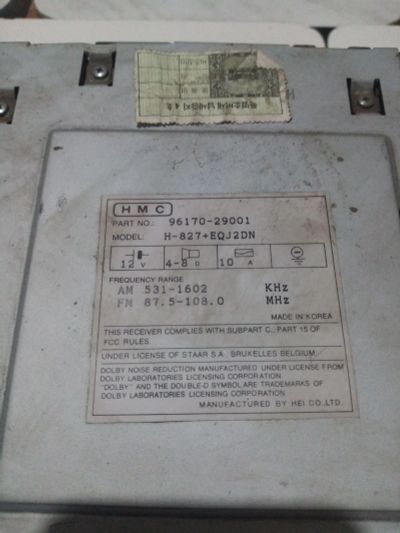 HMC
PART NO.: 96170-29001
MODEL: H-827+EQJ2DN
12 V 4-8 Ω 10 A
FREQUENCY RANGE
AM 531-1602 KHz
FM 87.5-108.0 MHz
MADE IN KOREA
THIS RECEIVER COMPLIES WITH SUBPART C, PART 15 OF
FCC RULES
UNDER LICENSE OF STAAR S.A. BRUXELLES BELGIUM.
DOLBY NOISE REDUCTION MANUFACTURED UNDER LICENSE FROM
DOLBY LABORATORIES LICENSING CORPORATION
"DOLBY" AND THE DOUBLE-D SYMBOL ARE TRADEMARKS OF
DOLBY LABORATORIES LICENSING CORPORATION
MANUFACTURED BY HEI CO.,LTD.